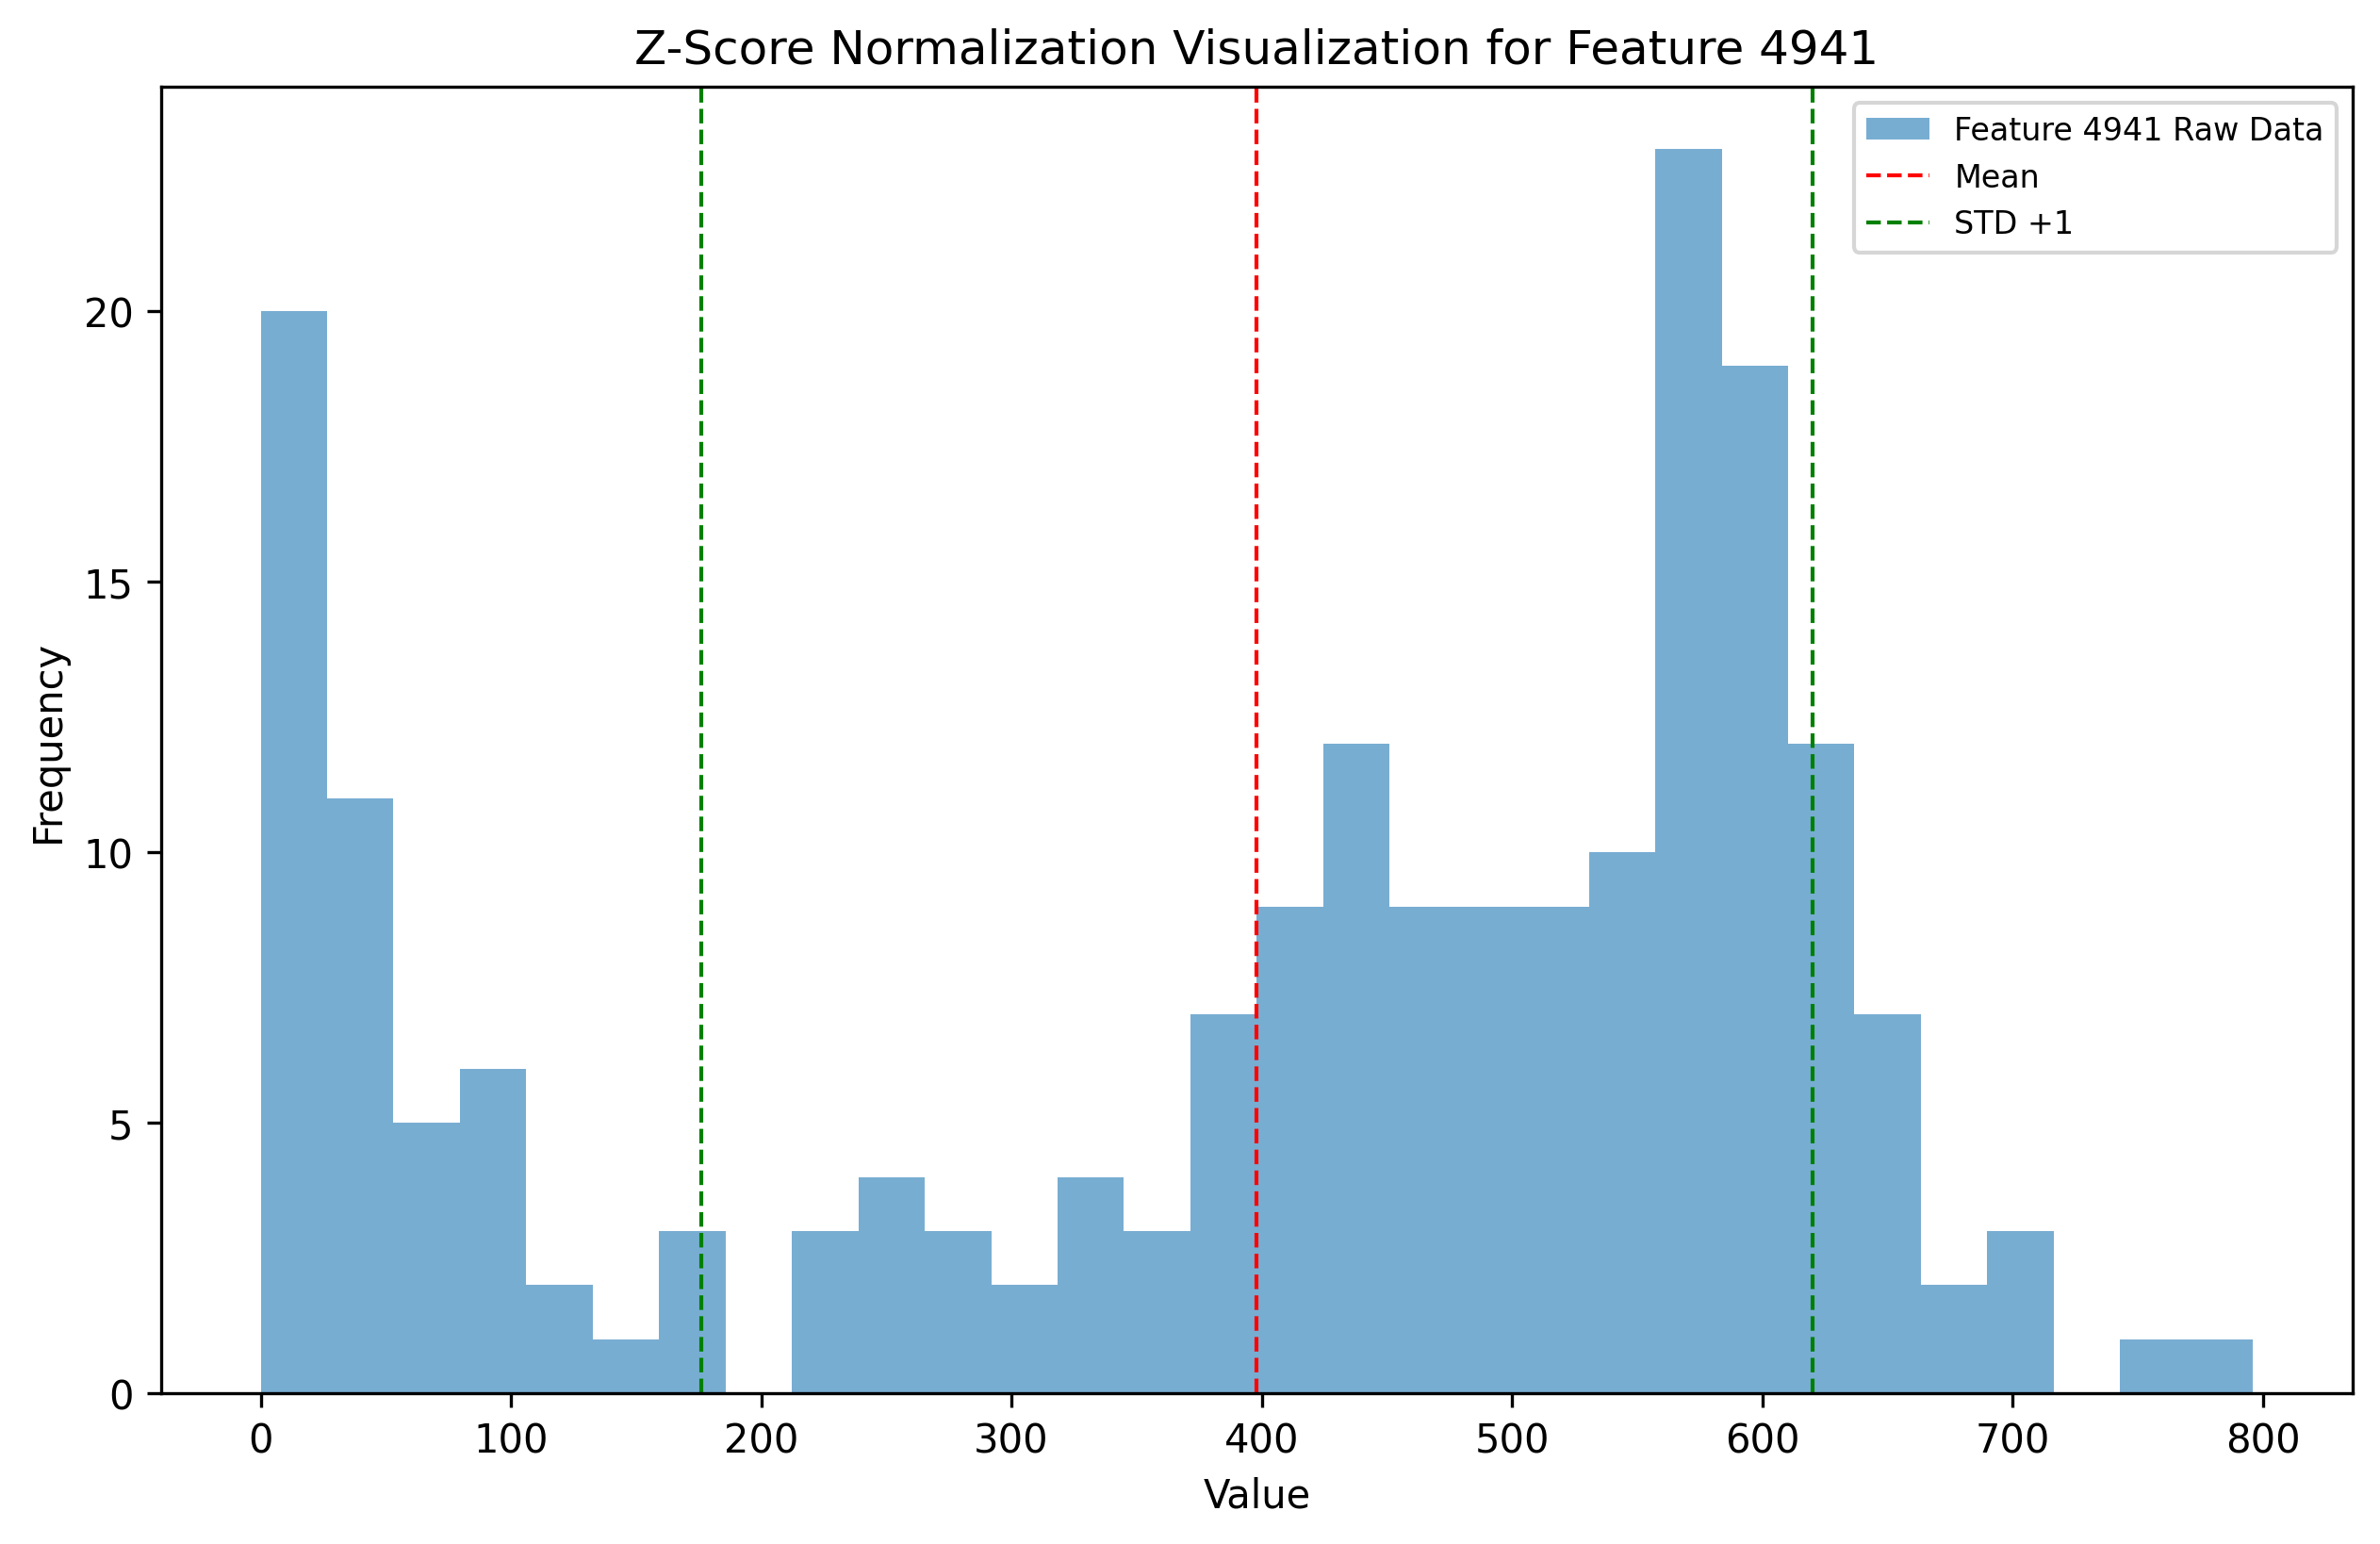 Z-Score Normalization Visualization for Feature 4941
Feature 4941 Raw Data
Mean
STD +1
Frequency
20
15
10
5
0
0 100 200 300 400 500 600 700 800
Value